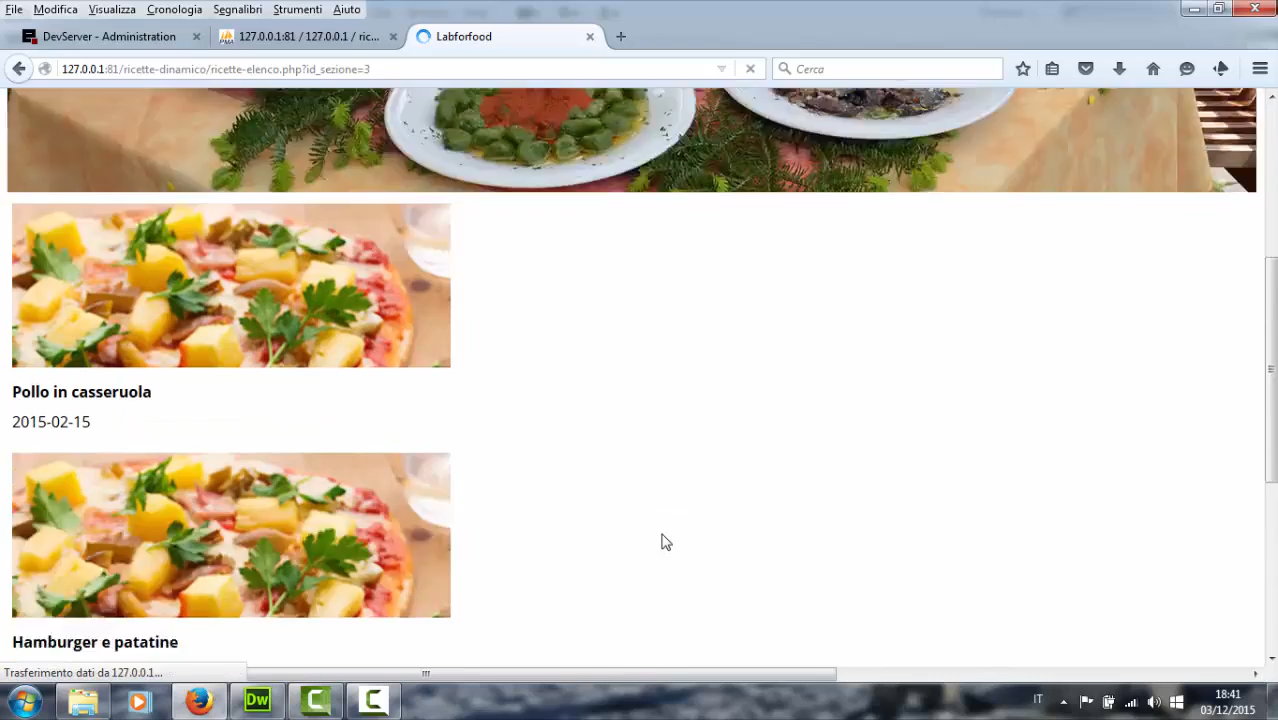 File Modifica Visualizza Cronologia Segnalibri Strumenti Aiuto
DevServer - Administration
127.0.0.1:81 / 127.0.0.1 / ric...
Labforfood
127.0.0.1:81/ricette-dinamico/ricette-elenco.php?id_sezione=3
Cerca
Pollo in casseruola
2015-02-15
Hamburger e patatine
Trasferimento dati da 127.0.0.1...
Dw
IT
18:41
03/12/2015